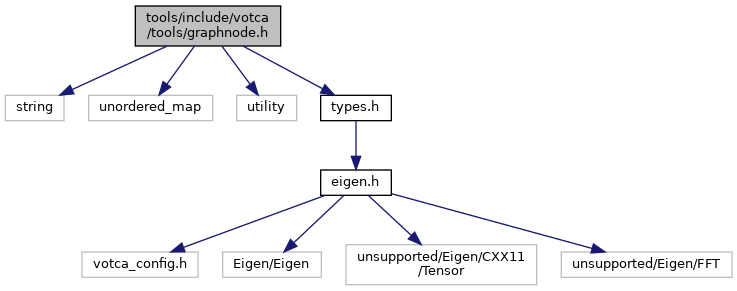 tools/include/votca
/tools/graphnode.h
string
unordered_map
utility
types.h
eigen.h
votca_config.h
Eigen/Eigen
unsupported/Eigen/CXX11
/Tensor
unsupported/Eigen/FFT